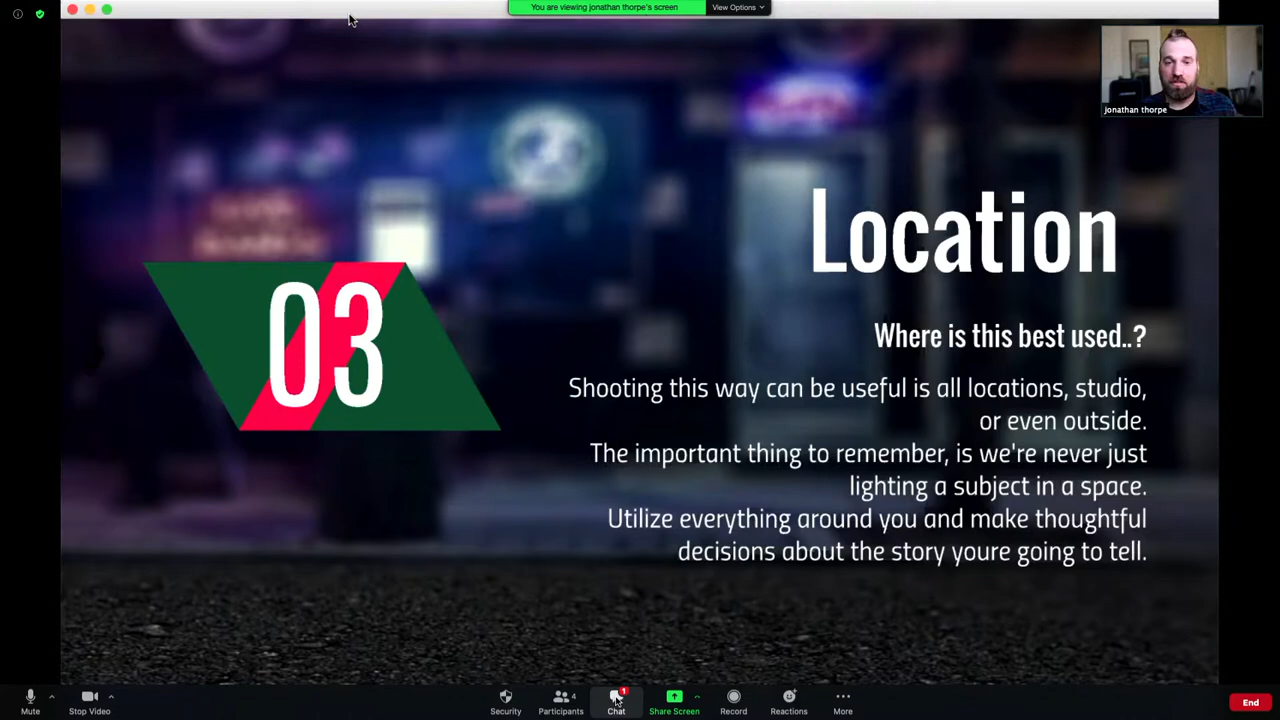 You are viewing jonathan thorpe's screen
View Options
jonathan thorpe
Location
03
Where is this best used..?
Shooting this way can be useful is all locations, studio,
or even outside.
The important thing to remember, is we're never just
lighting a subject in a space.
Utilize everything around you and make thoughtful
decisions about the story youre going to tell.
Mute
Stop Video
Security
4
Participants
1
Chat
Share Screen
Record
Reactions
More
End